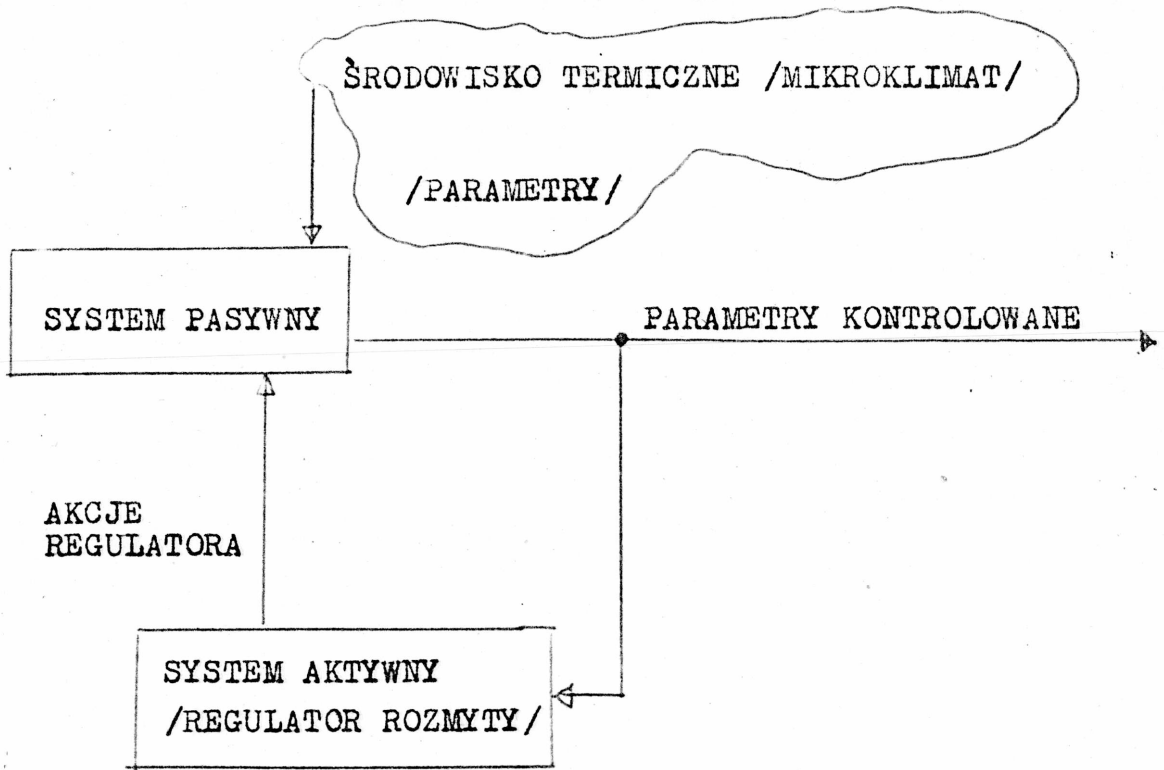 ŚRODOWISKO TERMICZNE /MIKROKLIMAT/
/PARAMETRY/
SYSTEM PASYWNY
PARAMETRY KONTROLOWANE
AKCJE
REGULATORA
SYSTEM AKTYWNY
/REGULATOR ROZMYTY/